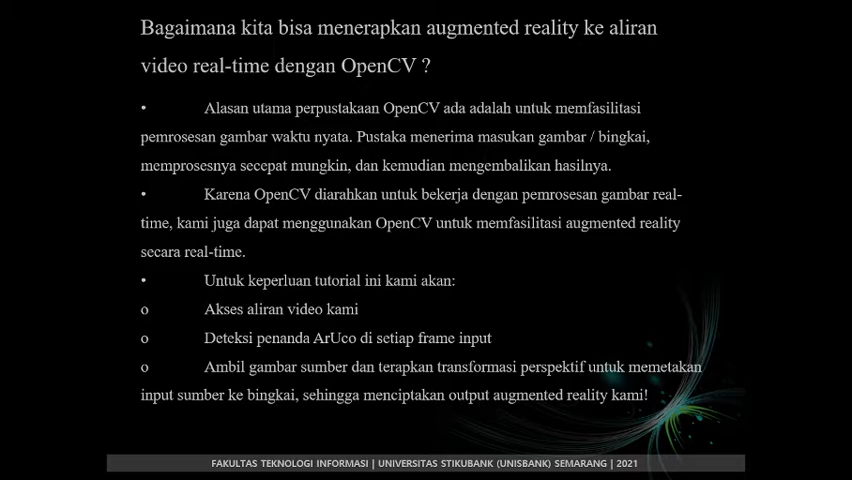 Bagaimana kita bisa menerapkan augmented reality ke aliran
video real-time dengan OpenCV ?
• Alasan utama perpustakaan OpenCV ada adalah untuk memfasilitasi
pemrosesan gambar waktu nyata. Pustaka menerima masukan gambar / bingkai,
memprosesnya secepat mungkin, dan kemudian mengembalikan hasilnya.
• Karena OpenCV diarahkan untuk bekerja dengan pemrosesan gambar real-
time, kami juga dapat menggunakan OpenCV untuk memfasilitasi augmented reality
secara real-time.
• Untuk keperluan tutorial ini kami akan:
o Akses aliran video kami
o Deteksi penanda ArUco di setiap frame input
o Ambil gambar sumber dan terapkan transformasi perspektif untuk memetakan
input sumber ke bingkai, sehingga menciptakan output augmented reality kami!
FAKULTAS TEKNOLOGI INFORMASI | UNIVERSITAS STIKUBANK (UNISBANK) SEMARANG | 2021